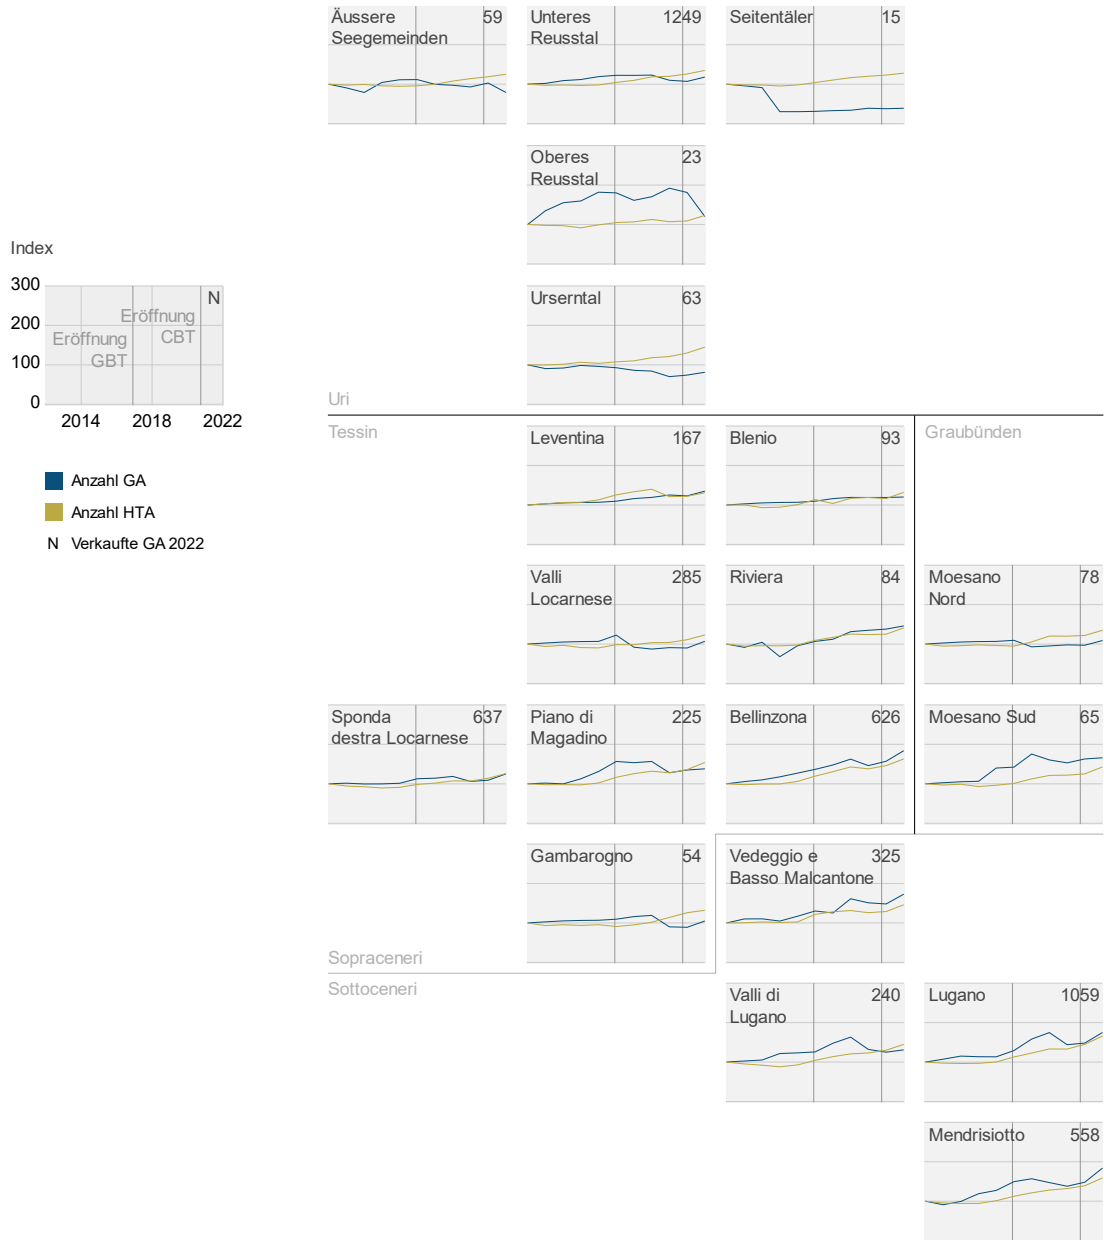 Äussere
Seegemeinden
59
Unteres
Reusstal
1249
Seitentäler
15
Oberes
Reusstal
23
Index
300
200
100
0
Eröffnung
GBT
Eröffnung
CBT
N
2014
2018
2022
Anzahl GA
Anzahl HTA
N Verkaufte GA 2022
Urserntal
63
Uri
Tessin
Leventina
167
Blenio
93
Graubünden
Valli
Locarnese
285
Riviera
84
Moesano
Nord
78
Sponda
destra Locarnese
637
Piano di
Magadino
225
Bellinzona
626
Moesano Sud
65
Gambarogno
54
Vedeggio e
Basso Malcantone
325
Sopraceneri
Sottoceneri
Valli di
Lugano
240
Lugano
1059
Mendrisiotto
558